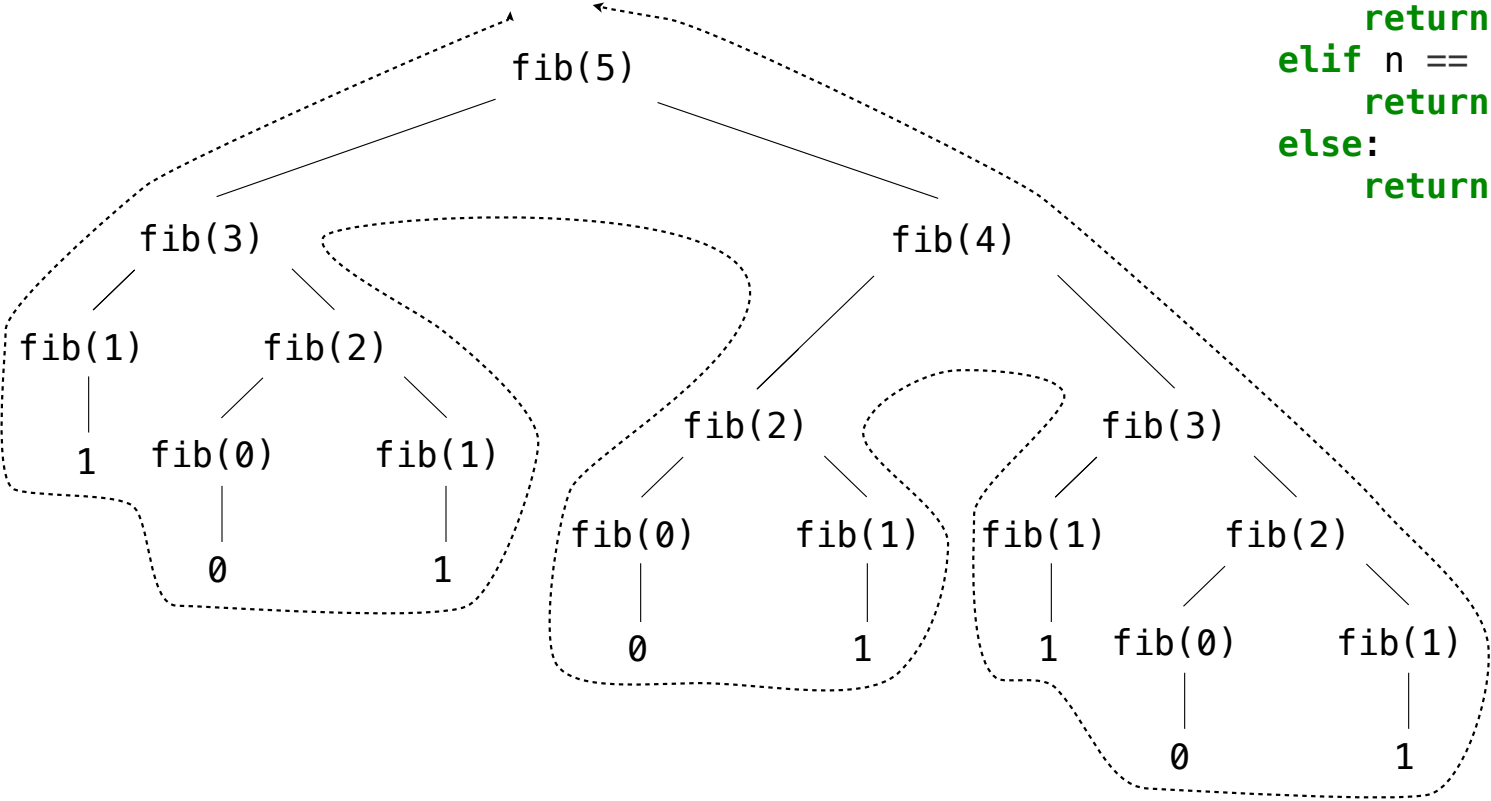 return
elif n ==
return
else:
return
fib(5)
fib(3) fib(4)
fib(1) fib(2)
fib(2) fib(3)
1 fib(0) fib(1)
fib(0) fib(1) fib(1) fib(2)
0 1
0 1 1 fib(0) fib(1)
0 1